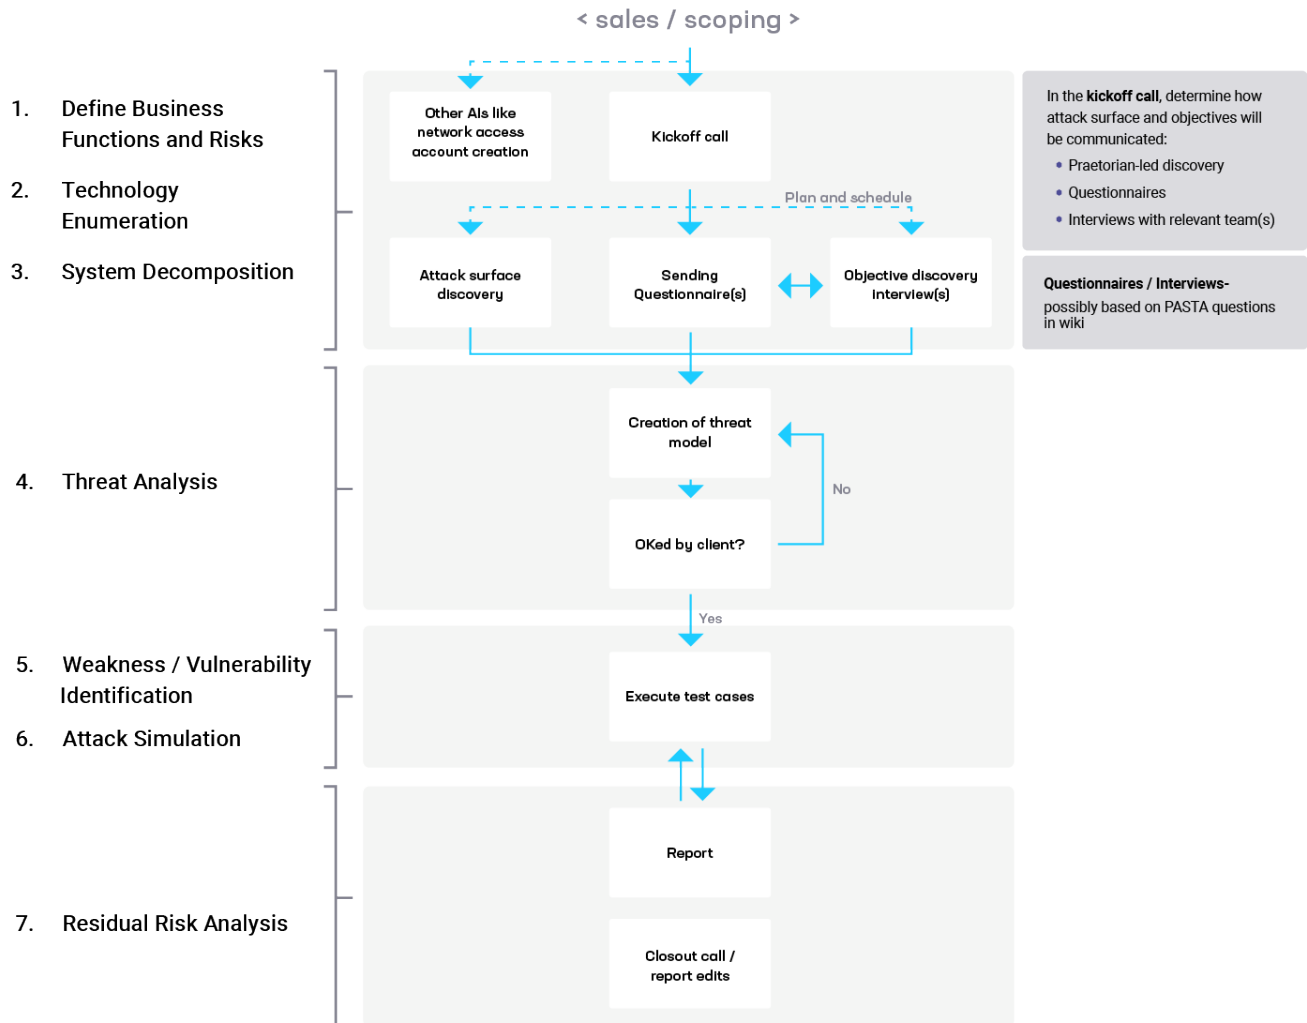 < sales / scoping >
1. Define Business
Functions and Risks
2. Technology
Enumeration
3. System Decomposition
Other AIs like
network access
account creation
Kickoff call
Plan and schedule
Attack surface
discovery
Sending
Questionnaire(s)
Objective discovery
interview(s)
In the kickoff call, determine how
attack surface and objectives will
be communicated:
• Praetorian-led discovery
• Questionnaires
• Interviews with relevant team(s)
Questionnaires / Interviews-
possibly based on PASTA questions
in wiki
4. Threat Analysis
Creation of threat
model
No
OKed by client?
Yes
5. Weakness / Vulnerability
Identification
6. Attack Simulation
Execute test cases
7. Residual Risk Analysis
Report
Closout call /
report edits